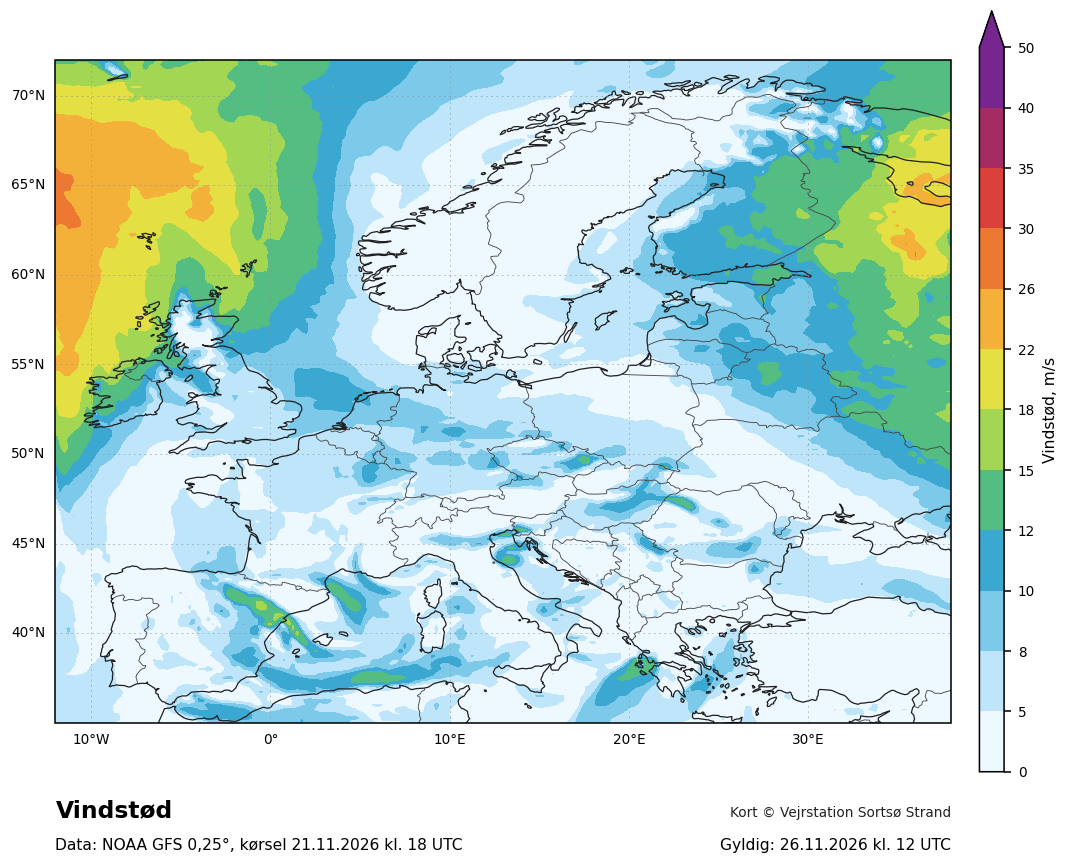 50
40
35
30
26
22
18
15
12
10
8
5
0
Vindstød, m/s
70°N
65°N
60°N
55°N
50°N
45°N
40°N
10°W
0°
10°E
20°E
30°E
Vindstød
Kort © Vejrstation Sortsø Strand
Data: NOAA GFS 0,25°, kørsel 21.11.2026 kl. 18 UTC
Gyldig: 26.11.2026 kl. 12 UTC